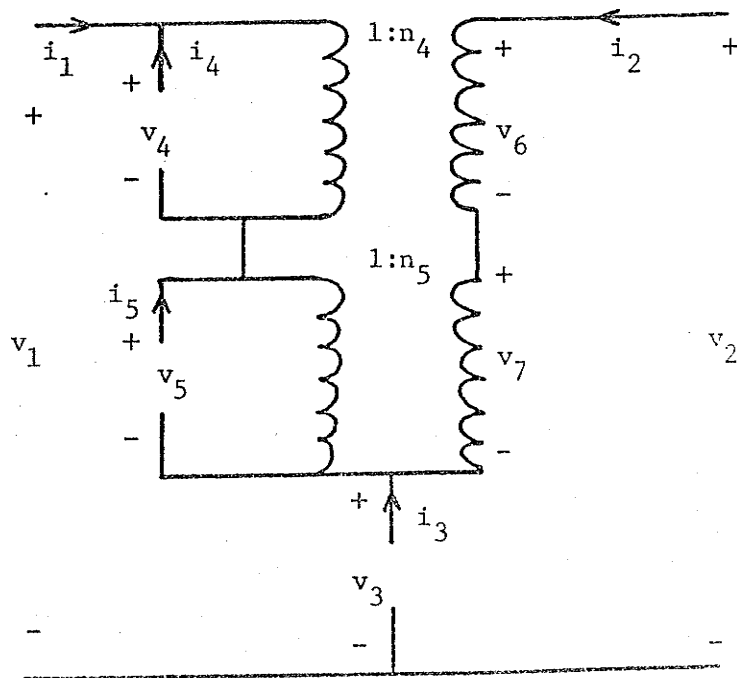 1:n₄
i₁ i₄ + i₂ +
+ +
v₄ v₆
- -
1:n₅
i₅ +
+
v₁ v₅ v₇ v₂
- -
+ i₃
v₃
- - -